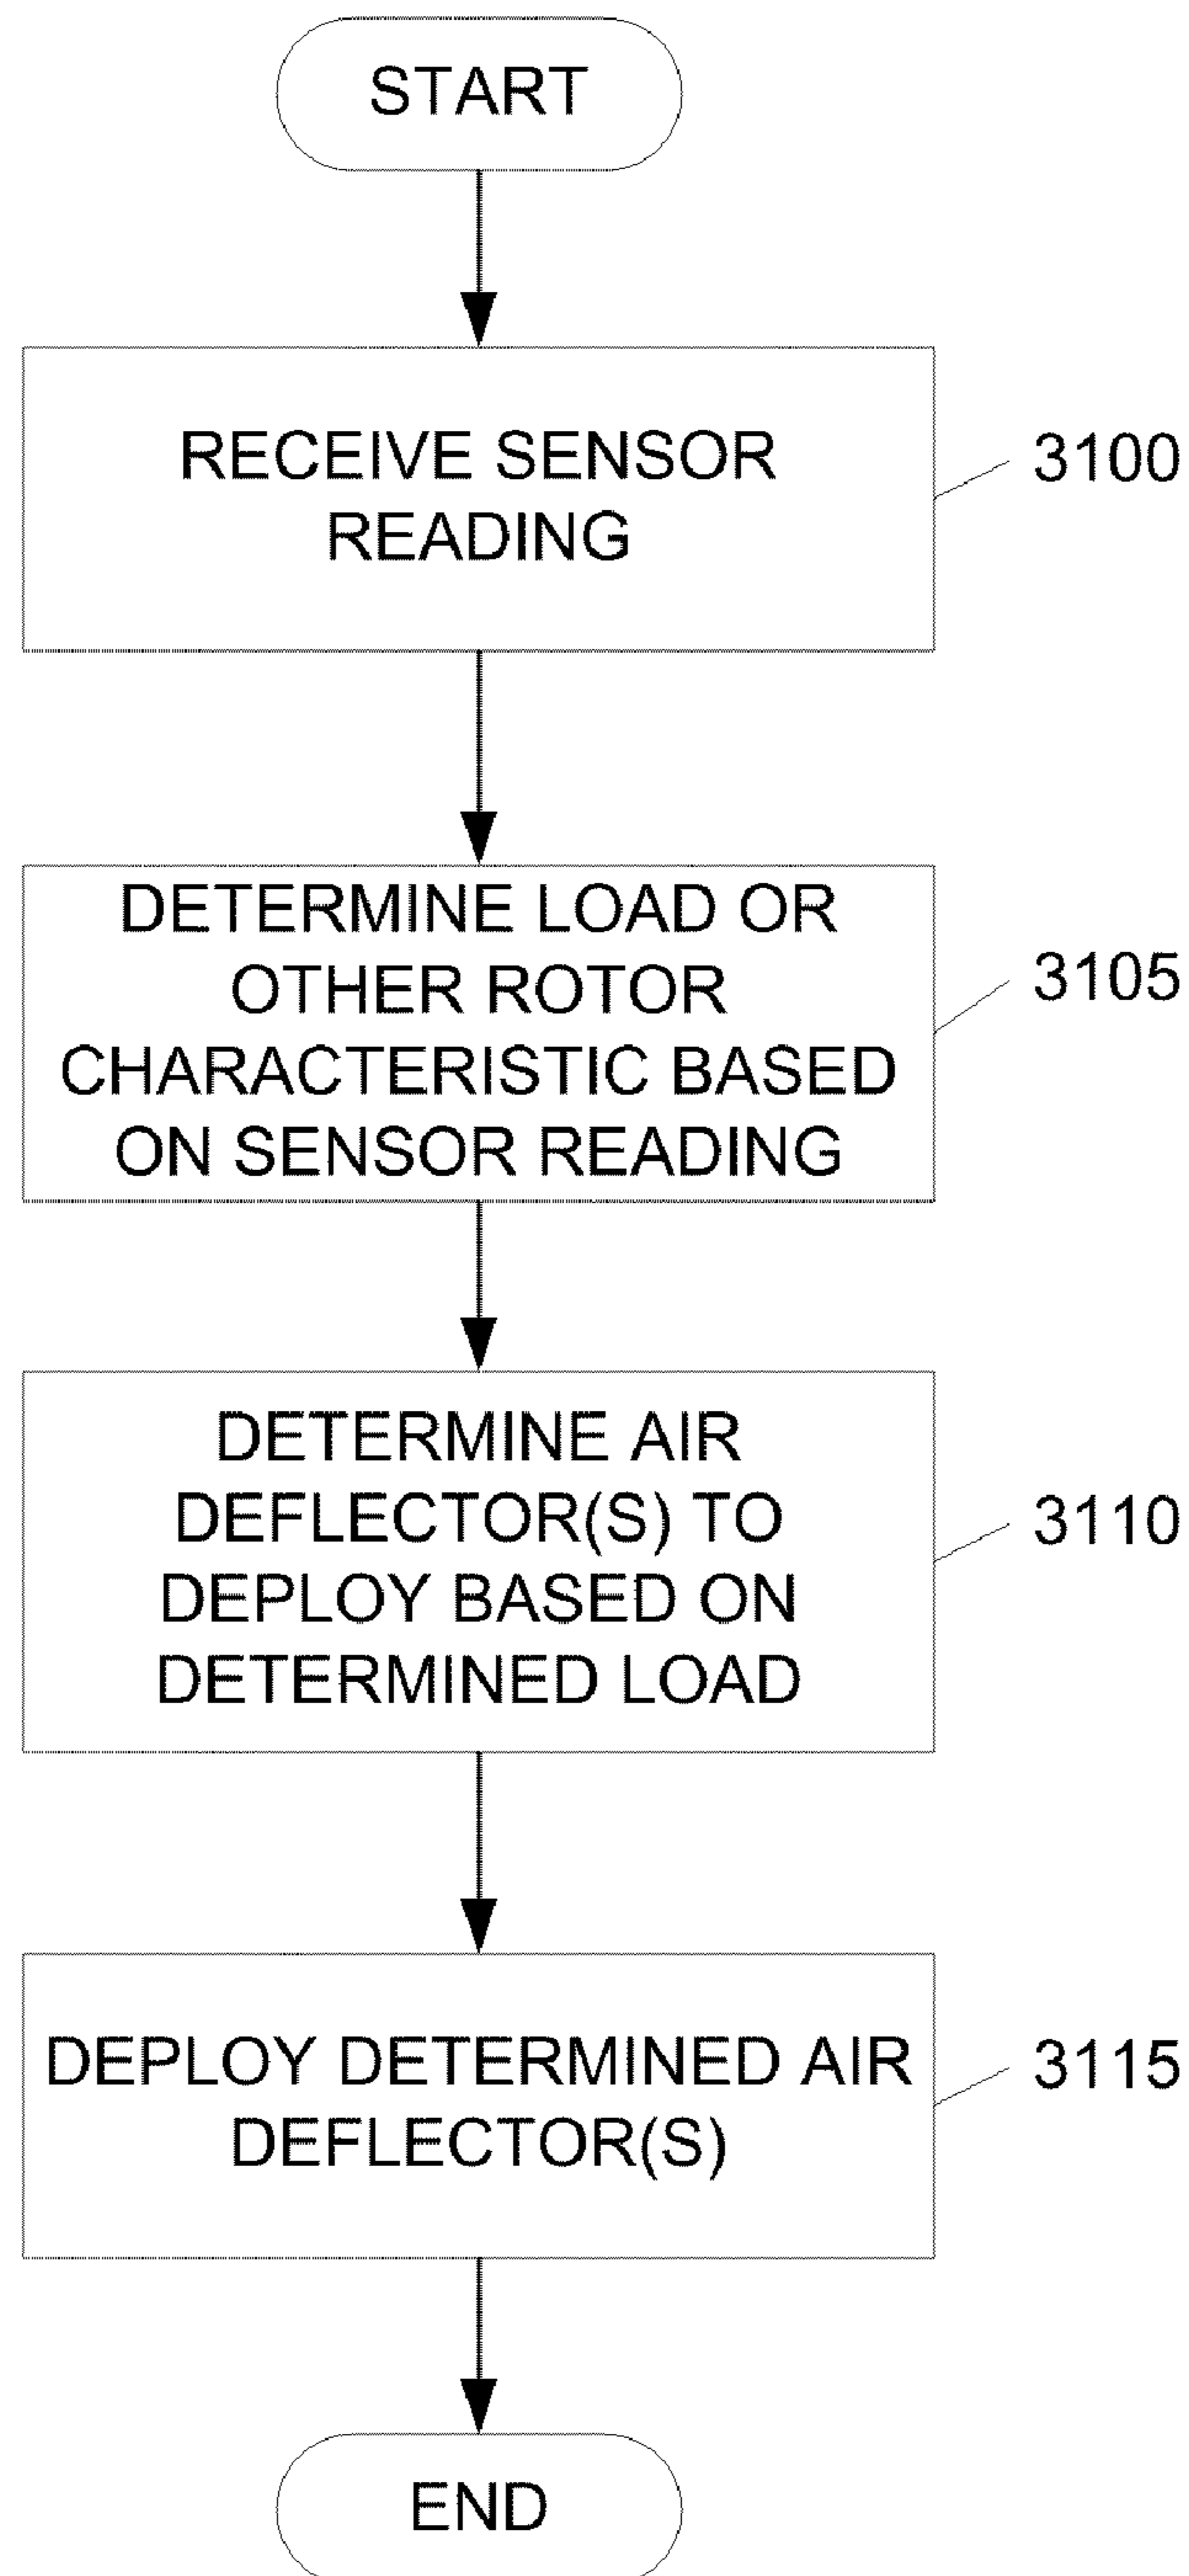 START
RECEIVE SENSOR
READING
3100
DETERMINE LOAD OR
OTHER ROTOR
CHARACTERISTIC BASED
ON SENSOR READING
3105
DETERMINE AIR
DEFLECTOR(S) TO
DEPLOY BASED ON
DETERMINED LOAD
3110
DEPLOY DETERMINED AIR
DEFLECTOR(S)
3115
END